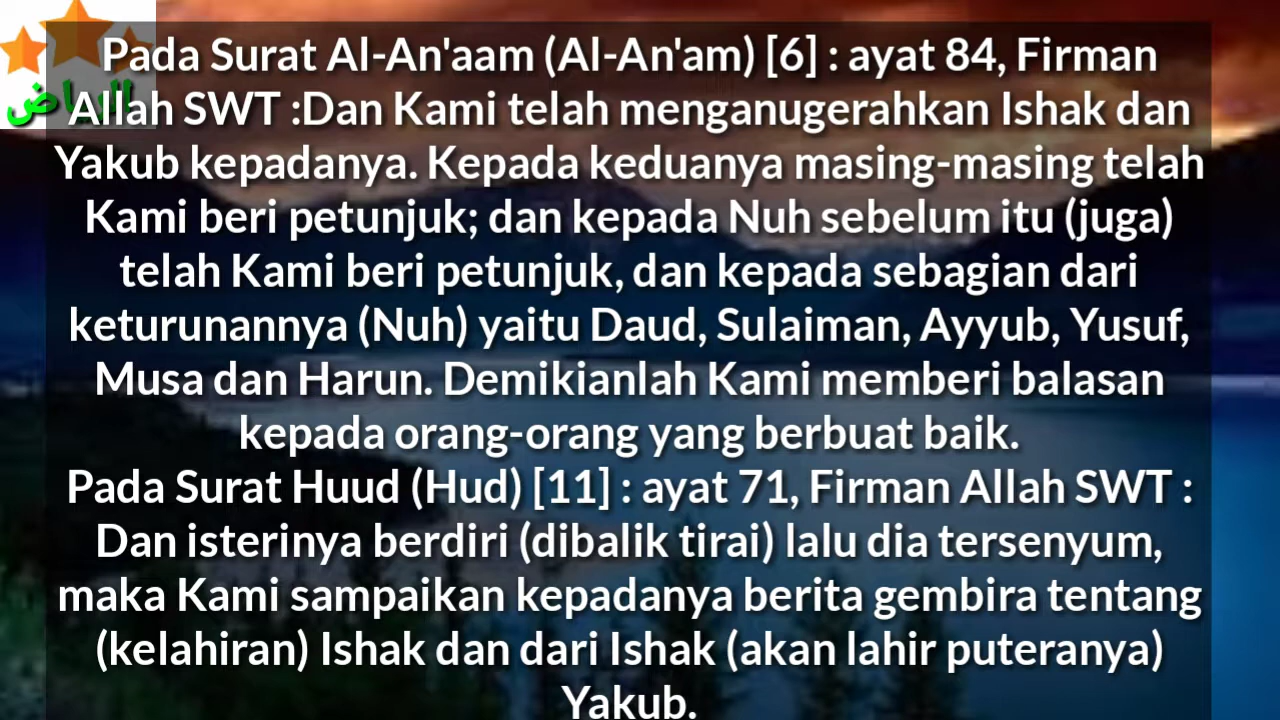 الرياض
Pada Surat Al-An'aam (Al-An'am) [6] : ayat 84, Firman
Allah SWT :Dan Kami telah menganugerahkan Ishak dan
Yakub kepadanya. Kepada keduanya masing-masing telah
Kami beri petunjuk; dan kepada Nuh sebelum itu (juga)
telah Kami beri petunjuk, dan kepada sebagian dari
keturunannya (Nuh) yaitu Daud, Sulaiman, Ayyub, Yusuf,
Musa dan Harun. Demikianlah Kami memberi balasan
kepada orang-orang yang berbuat baik.
Pada Surat Huud (Hud) [11] : ayat 71, Firman Allah SWT :
Dan isterinya berdiri (dibalik tirai) lalu dia tersenyum,
maka Kami sampaikan kepadanya berita gembira tentang
(kelahiran) Ishak dan dari Ishak (akan lahir puteranya)
Yakub.